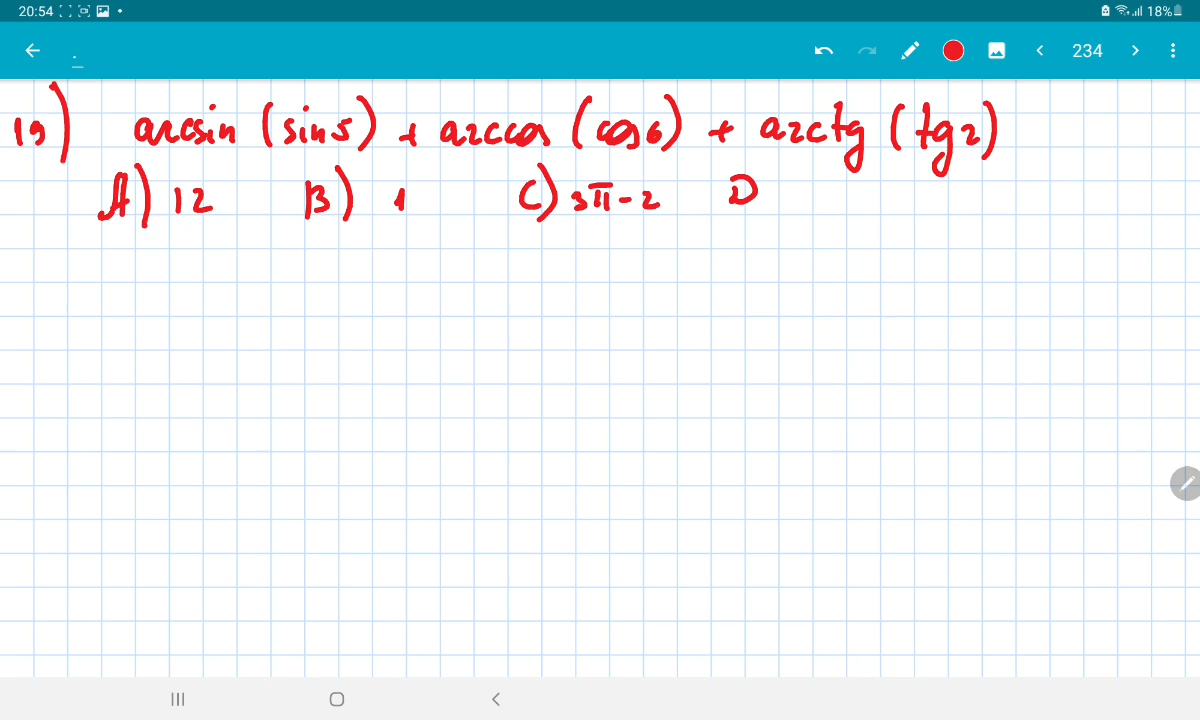 20:54 18%
234
19) arcsin (sin5) + arccos (cos6) + arctg (tg2)
A) 12 B) 1 C) 3π-2 D